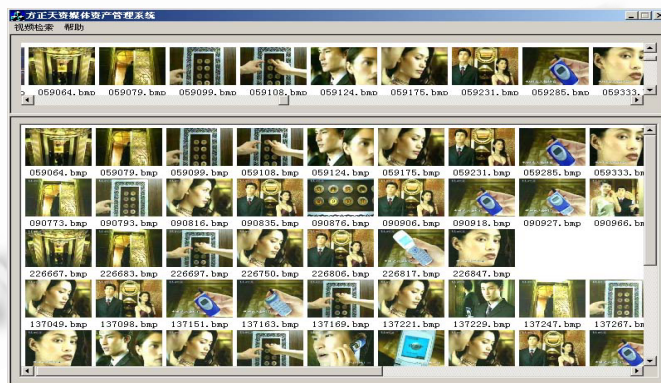 方正天资媒体资产管理系统
视频检索 帮助
059064.bmp 059079.bmp 059099.bmp 059108.bmp 059124.bmp 059175.bmp 059231.bmp 059285.bmp 059333.
059064.bmp 059079.bmp 059099.bmp 059108.bmp 059124.bmp 059175.bmp 059231.bmp 059285.bmp 059333.b
090773.bmp 090793.bmp 090816.bmp 090835.bmp 090876.bmp 090906.bmp 090918.bmp 090927.bmp 090966.b
226667.bmp 226683.bmp 226697.bmp 226750.bmp 226806.bmp 226817.bmp 226847.bmp
137049.bmp 137098.bmp 137151.bmp 137163.bmp 137169.bmp 137221.bmp 137229.bmp 137247.bmp 137267.b